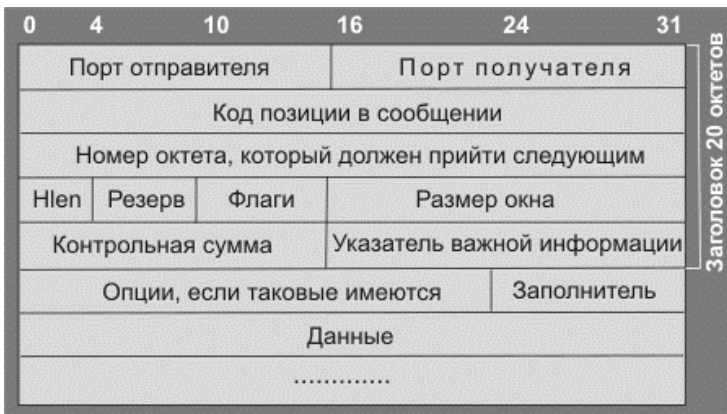 0 4 10 16 24 31
Порт отправителя Порт получателя
Код позиции в сообщении
Номер октета, который должен прийти следующим
Hlen Резерв Флаги Размер окна
Контрольная сумма Указатель важной информации
Опции, если таковые имеются Заполнитель
Данные
.............
Заголовок 20 октетов